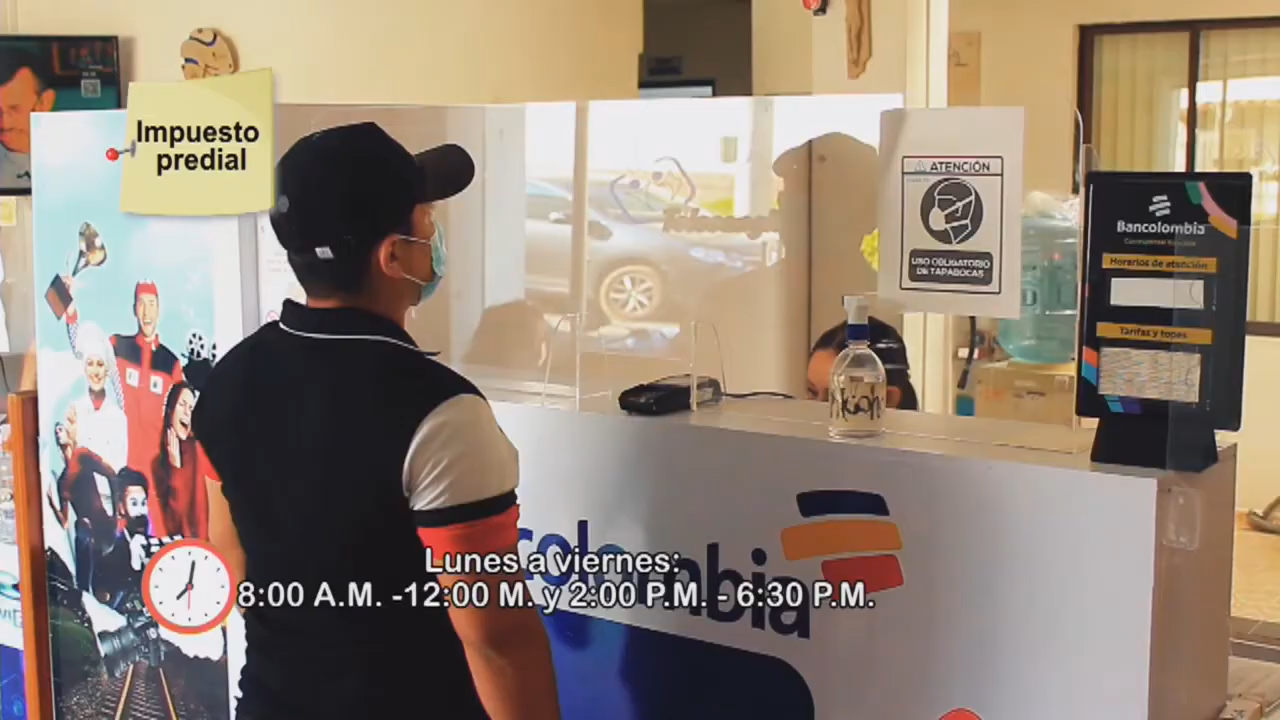 Impuesto
predial
ATENCIÓN
USO OBLIGATORIO
DE TAPABOCAS
Bancolombia
Horarios de atención
Tarifas y topes
colombia
Lunes a viernes:
8:00 A.M. -12:00 M. y 2:00 P.M. - 6:30 P.M.